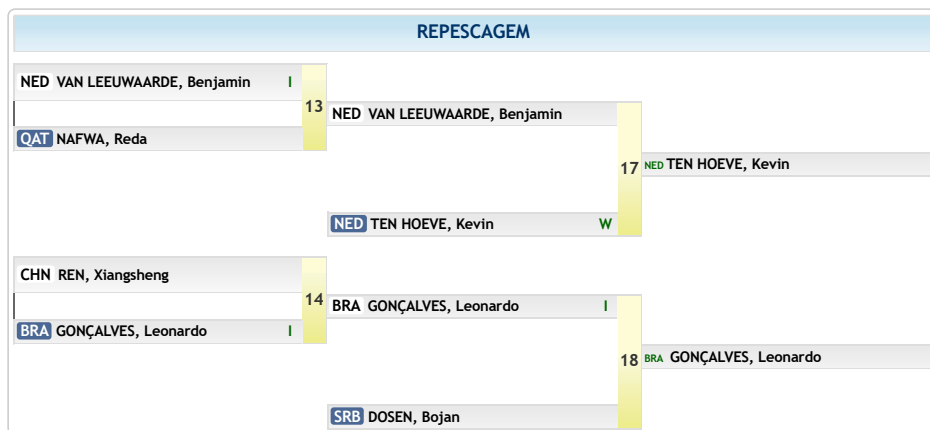 REPESCAGEM
NED VAN LEEUWAARDE, Benjamin I
13
QAT NAFWA, Reda
NED VAN LEEUWAARDE, Benjamin
17
NED TEN HOEVE, Kevin W
NED TEN HOEVE, Kevin
CHN REN, Xiangsheng
14
BRA GONÇALVES, Leonardo I
BRA GONÇALVES, Leonardo I
18
SRB DOSEN, Bojan
BRA GONÇALVES, Leonardo